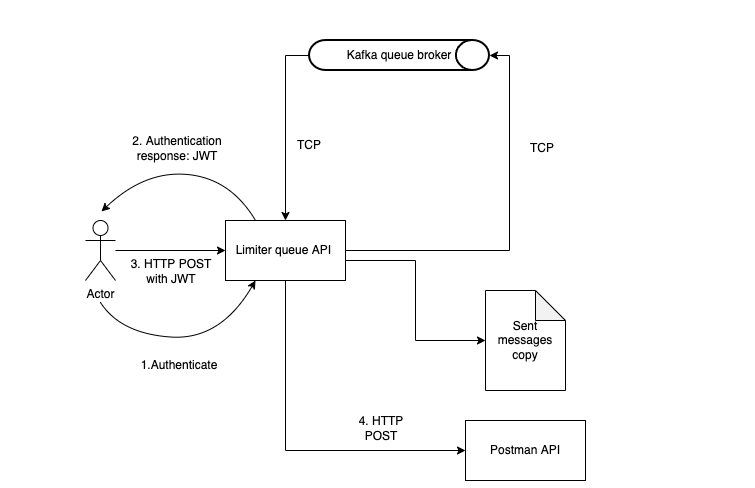 Kafka queue broker
2. Authentication
response: JWT
TCP
TCP
Limiter queue API
3. HTTP POST
with JWT
Actor
Sent
messages
copy
1.Authenticate
4. HTTP
POST
Postman API